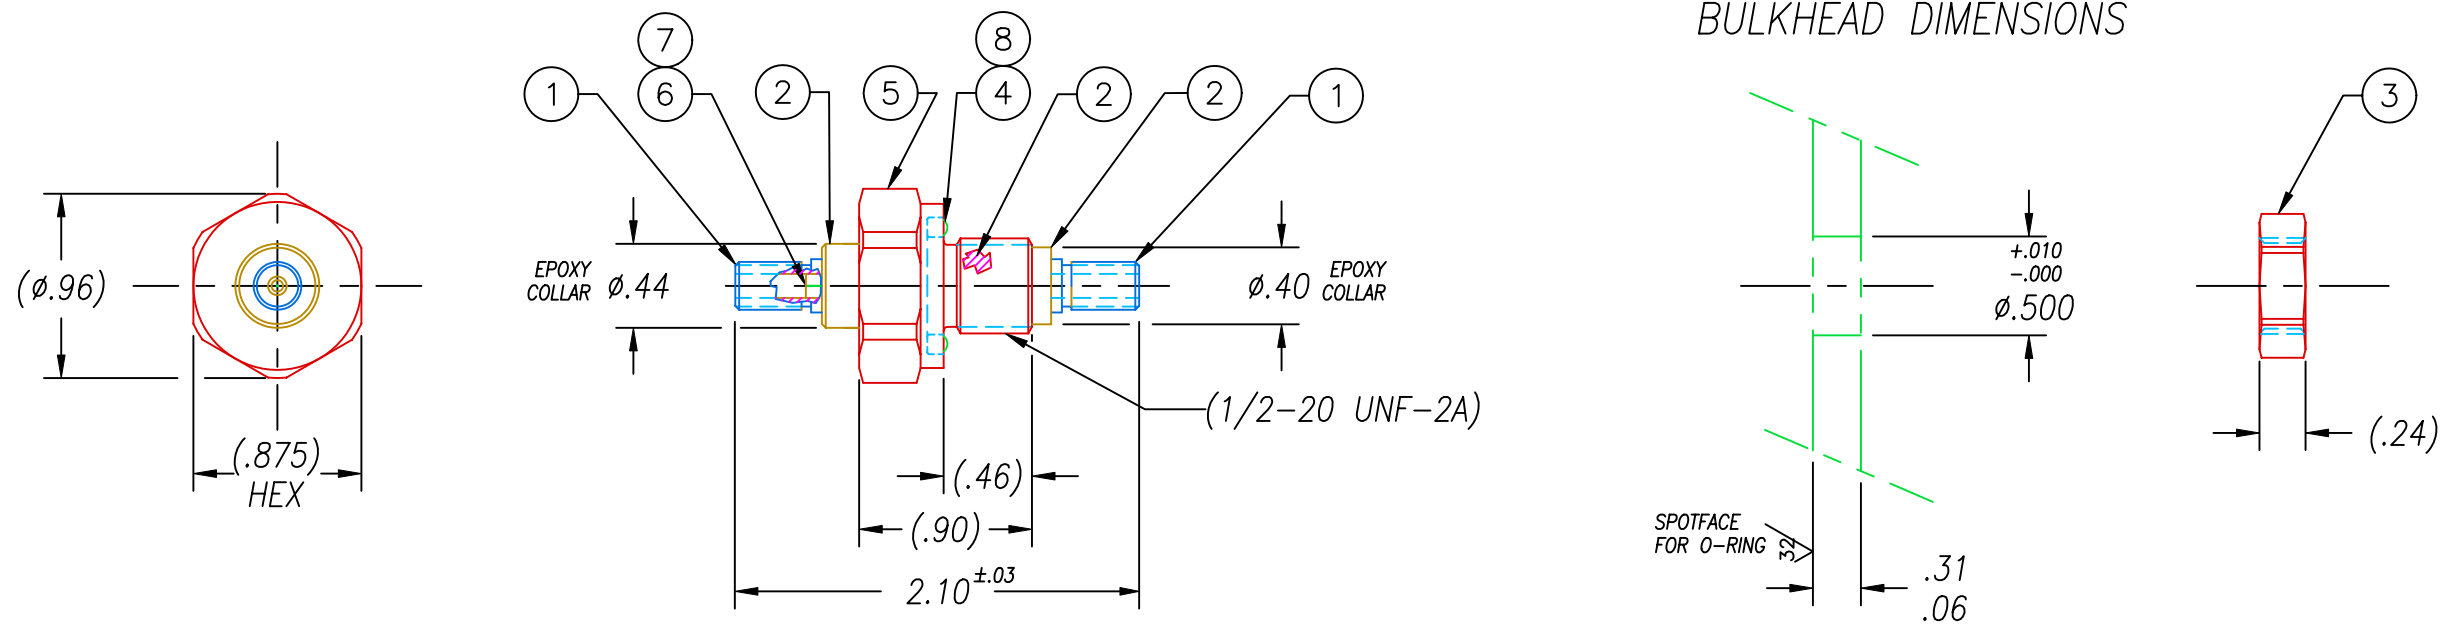 BULKHEAD DIMENSIONS
7
8
1
6
2
5
4
2
2
1
3
(ø.96)
(.875)
HEX
EPOXY
COLLAR
ø.44
ø.40
EPOXY
COLLAR
(1/2-20 UNF-2A)
(.46)
(.90)
2.10 ±.03
+.010
-.000
ø.500
SPOTFACE
FOR O-RING
32
.31
.06
(.24)